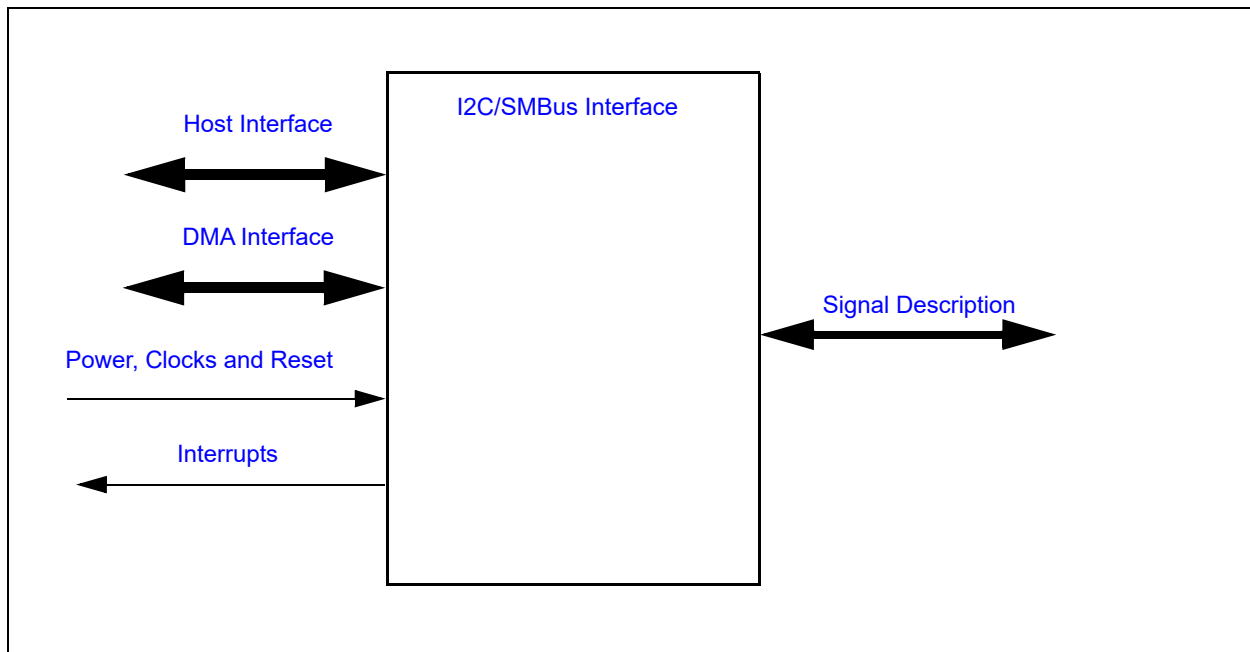 I2C/SMBus Interface
Host Interface
DMA Interface
Signal Description
Power, Clocks and Reset
Interrupts